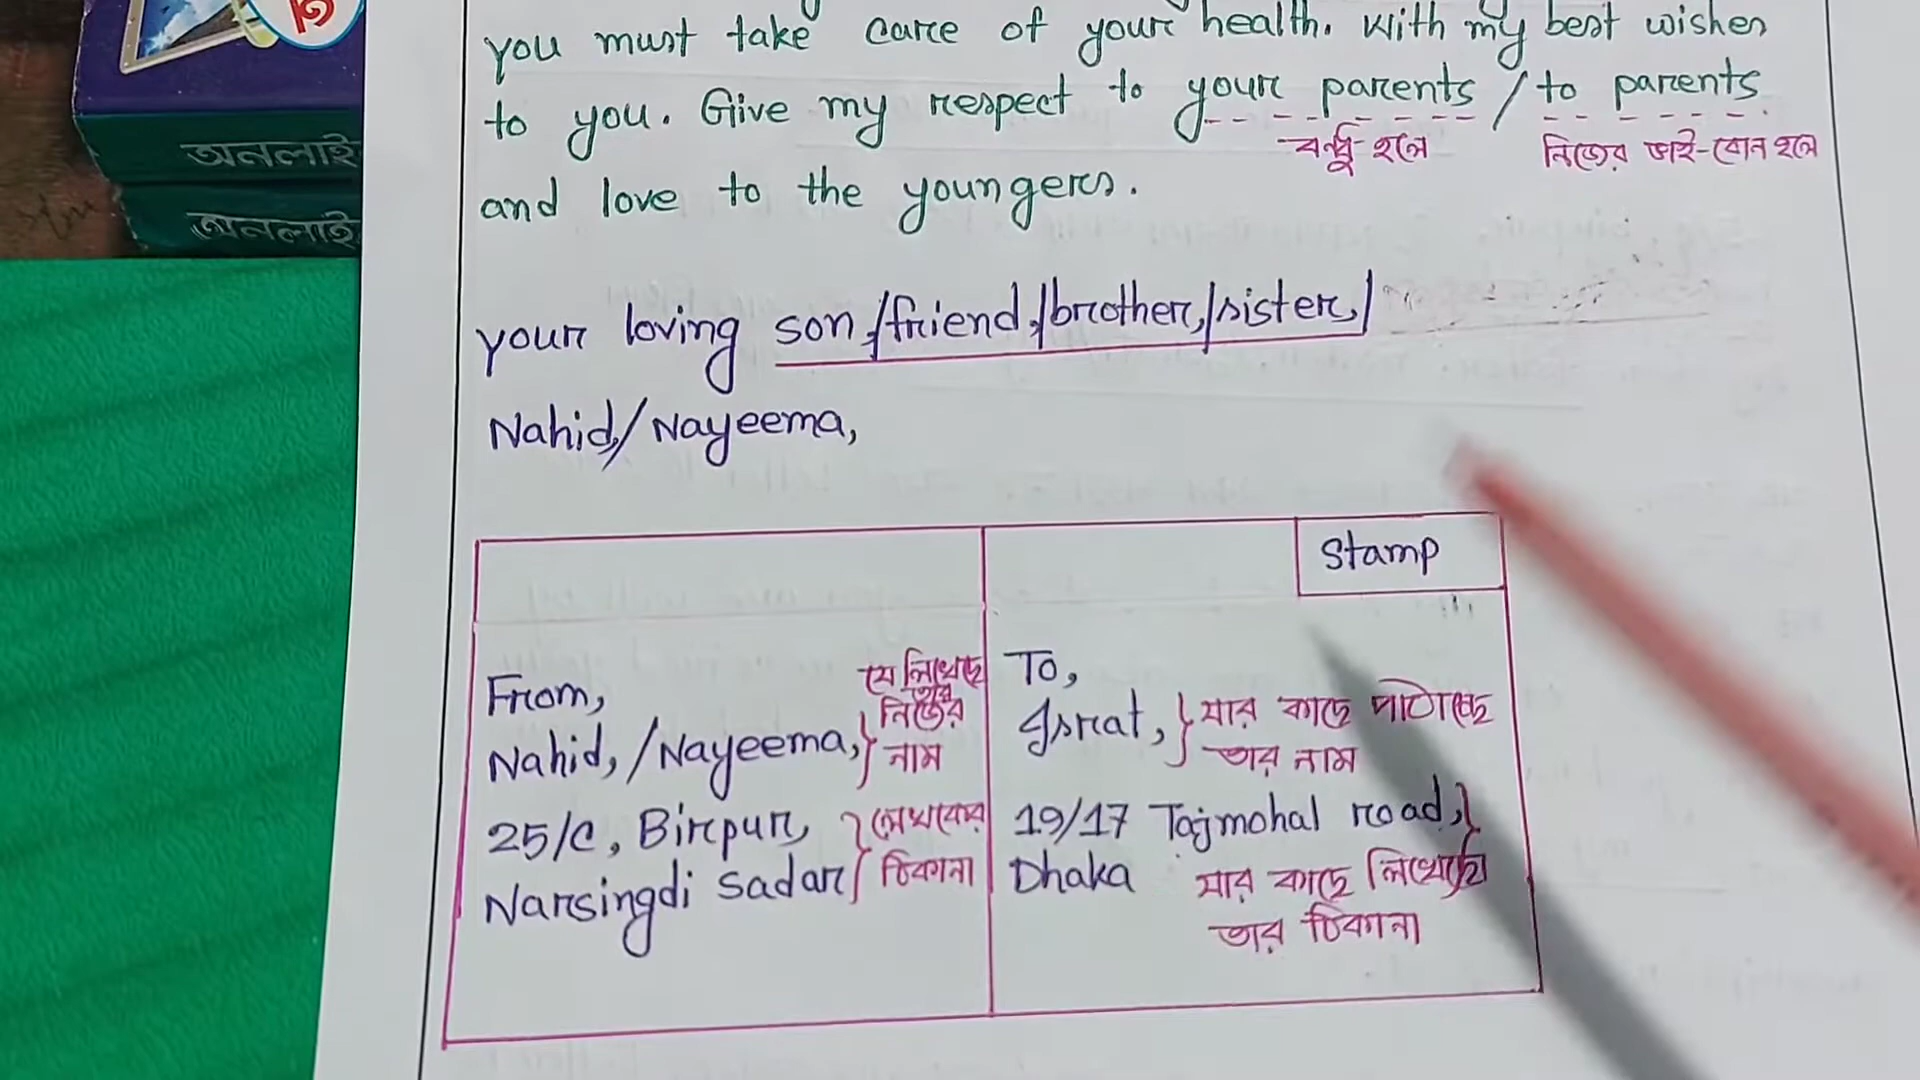 অনলাই
অনলাই
you must take care of your health. With my best wishes
to you. Give my respect to your parents / to parents
বন্ধু হলে নিজের ভাই-বোন হলে
and love to the youngers.
your loving son,/friend,/brother,/sister,/
Nahid,/Nayeema,
Stamp
From,
Nahid,/Nayeema,
যে লিখেছে
তার
নিজের
নাম
25/C, Birpur,
Narsingdi sadar
লেখকের
ঠিকানা
To,
Israt,
যার কাছে পাঠাচ্ছে
তার নাম
19/17 Tajmohal road,
Dhaka
যার কাছে লিখেছে
তার ঠিকানা